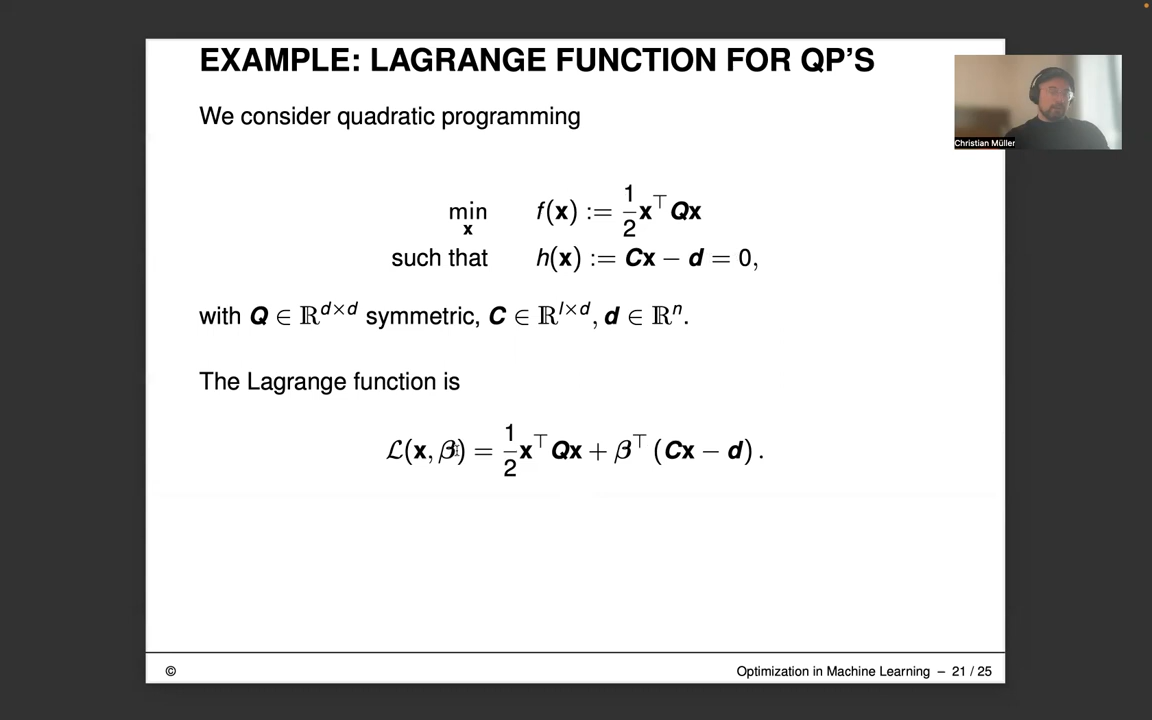 EXAMPLE: LAGRANGE FUNCTION FOR QP'S
We consider quadratic programming
Christian Müller
min_x f(x) := 1/2 x^⊤ Qx
such that h(x) := Cx − d = 0,
with Q ∈ ℝ^{d×d} symmetric, C ∈ ℝ^{l×d}, d ∈ ℝ^n.
The Lagrange function is
ℒ(x, β) = 1/2 x^⊤ Qx + β^⊤ (Cx − d).
© Optimization in Machine Learning – 21 / 25